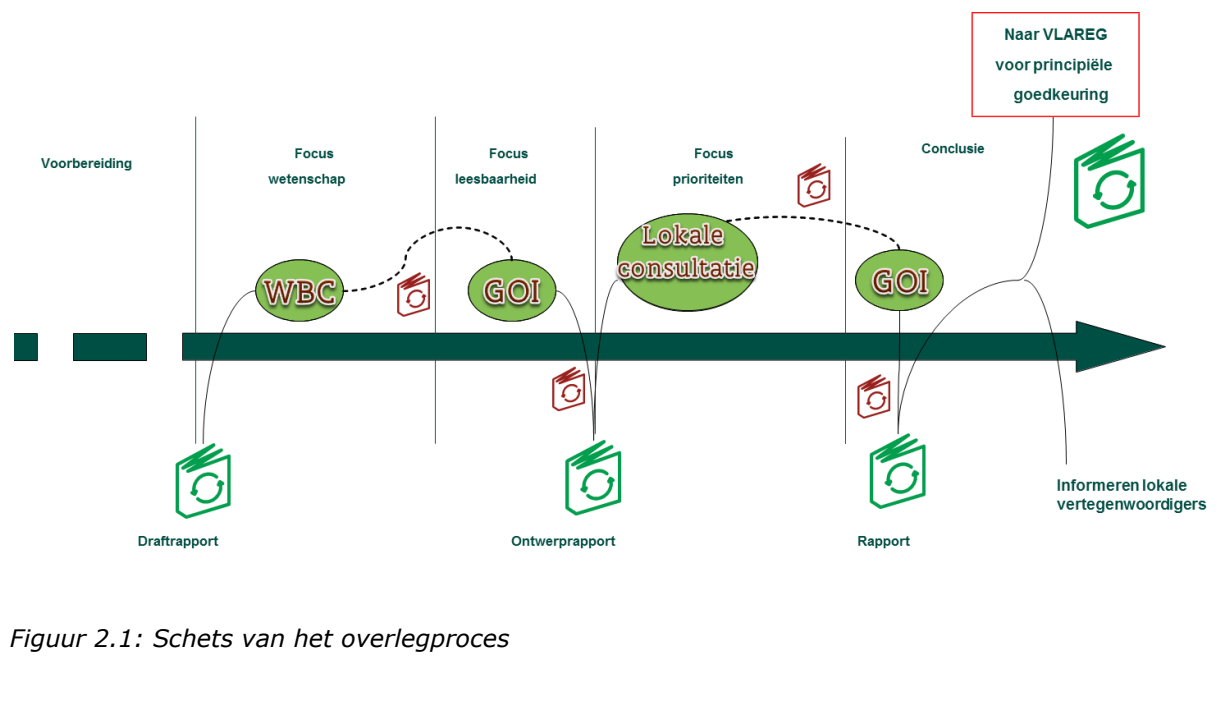 Naar VLAREG
voor principiële
goedkeuring
Voorbereiding
Focus
wetenschap
Focus
leesbaarheid
Focus
prioriteiten
Conclusie
WBC
GOI
Lokale
consultatie
GOI
Draftrapport
Ontwerprapport
Rapport
Informeren lokale
vertegenwoordigers
Figuur 2.1: Schets van het overlegproces